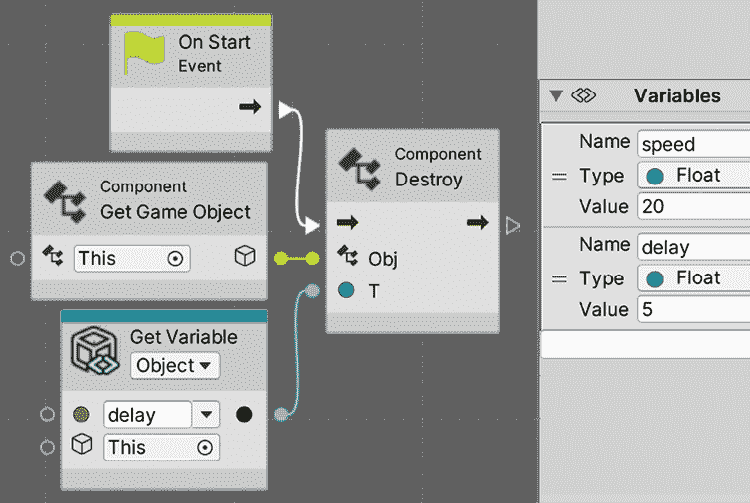 On Start
Event
Component
Get Game Object
This
Component
Destroy
Obj
T
Get Variable
Object
delay
This
Variables
Name speed
Type Float
Value 20
Name delay
Type Float
Value 5